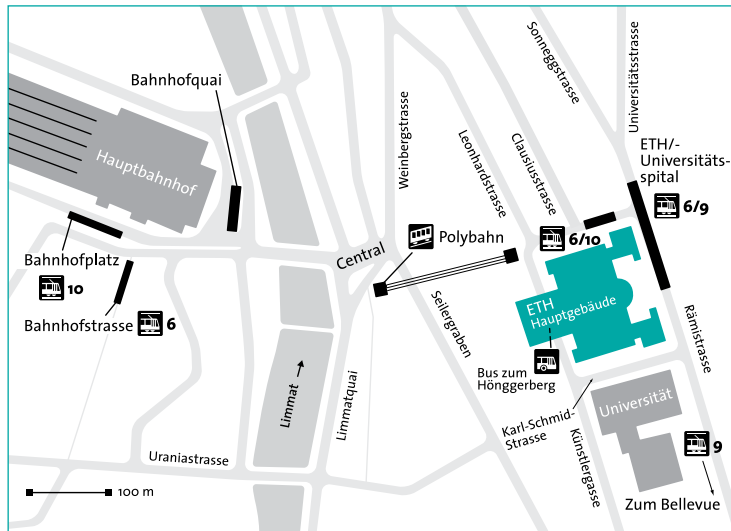 Bahnhofquai
Hauptbahnhof
Bahnhofplatz
10
Bahnhofstrasse
6
Weinbergstrasse
Leonhardstrasse
Clausiusstrasse
Sonneggstrasse
Universitätsstrasse
ETH/-
Universitäts-
spital
6/9
6/10
Central
Polybahn
ETH
Hauptgebäude
Bus zum
Hönggerberg
Seilergraben
Rämistrasse
Karl-Schmid-
Strasse
Universität
Künstlergasse
9
Zum Bellevue
Limmat
Limmatquai
Uraniastrasse
100 m